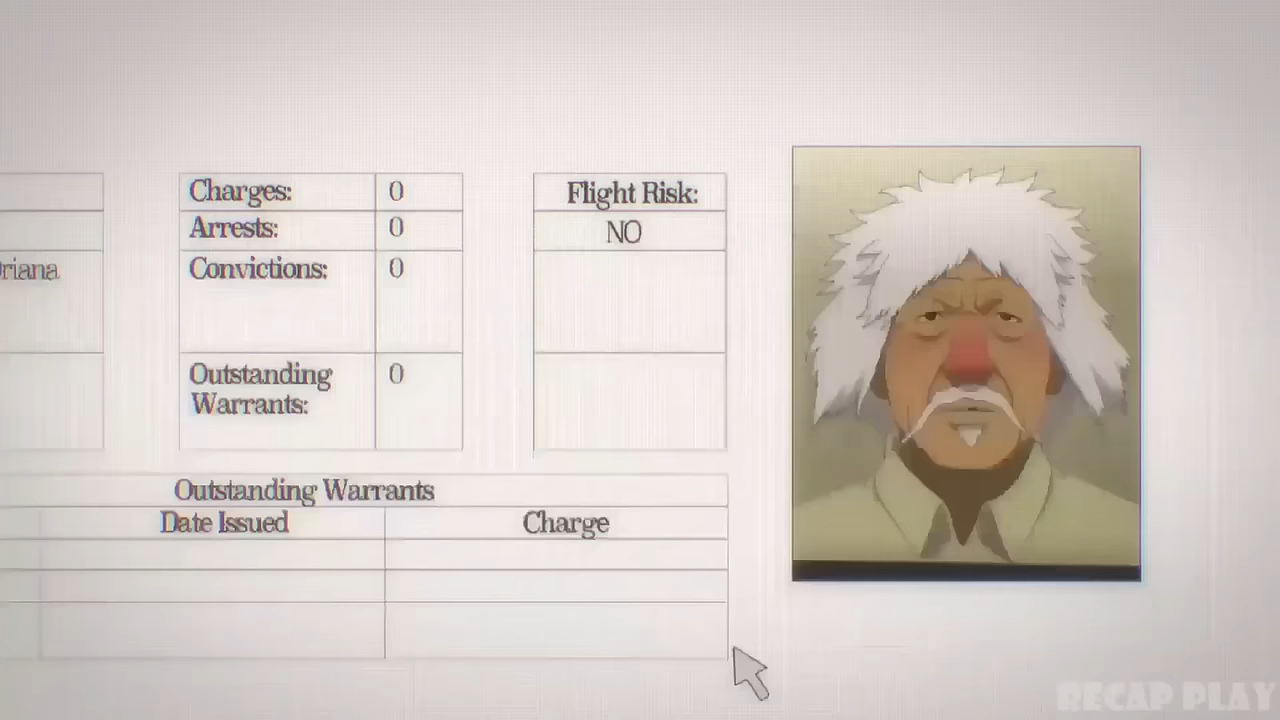 Charges: 0
Flight Risk:
Arrests: 0
NO
riana
Convictions: 0
Outstanding
Warrants: 0
Outstanding Warrants
Date Issued Charge
RECAP PLAY